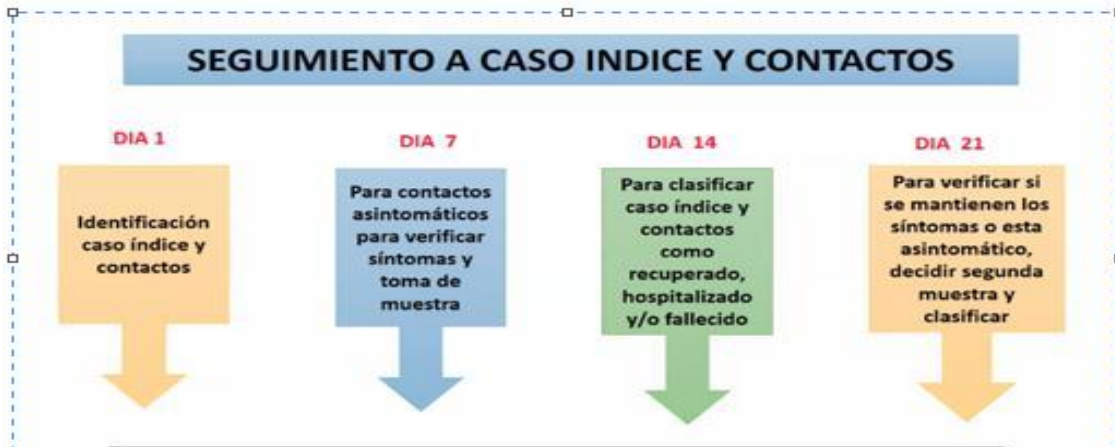 SEGUIMIENTO A CASO INDICE Y CONTACTOS
DIA 1
Identificación
caso índice y
contactos
DIA 7
Para contactos
asintomáticos
para verificar
síntomas y
toma de
muestra
DIA 14
Para clasificar
caso índice y
contactos
como
recuperado,
hospitalizado
y/o fallecido
DIA 21
Para verificar si
se mantienen los
síntomas o esta
asintomático,
decidir segunda
muestra y
clasificar